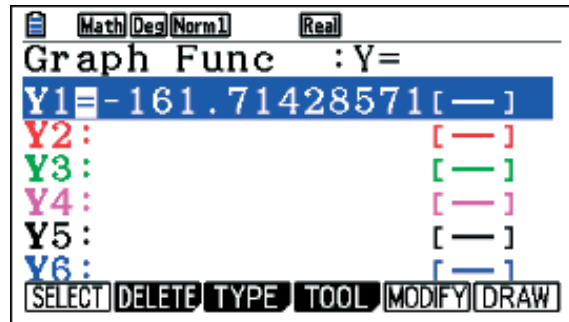 Math Deg Norm1 Real
Graph Func :Y=
Y1=-161.71428571[—]
Y2: [—]
Y3: [—]
Y4: [—]
Y5: [—]
Y6: [—]
SELECT DELETE TYPE TOOL MODIFY DRAW